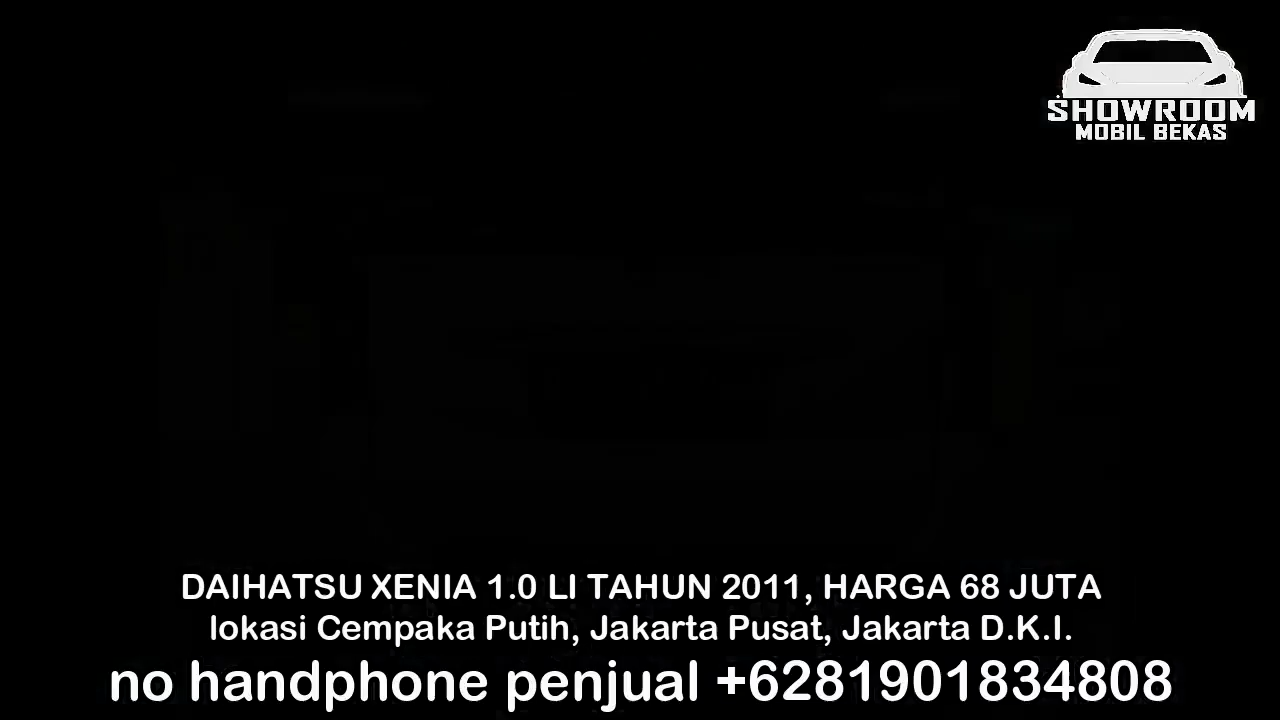 SHOWROOM
MOBIL BEKAS
DAIHATSU XENIA 1.0 LI TAHUN 2011, HARGA 68 JUTA
lokasi Cempaka Putih, Jakarta Pusat, Jakarta D.K.I.
no handphone penjual +6281901834808